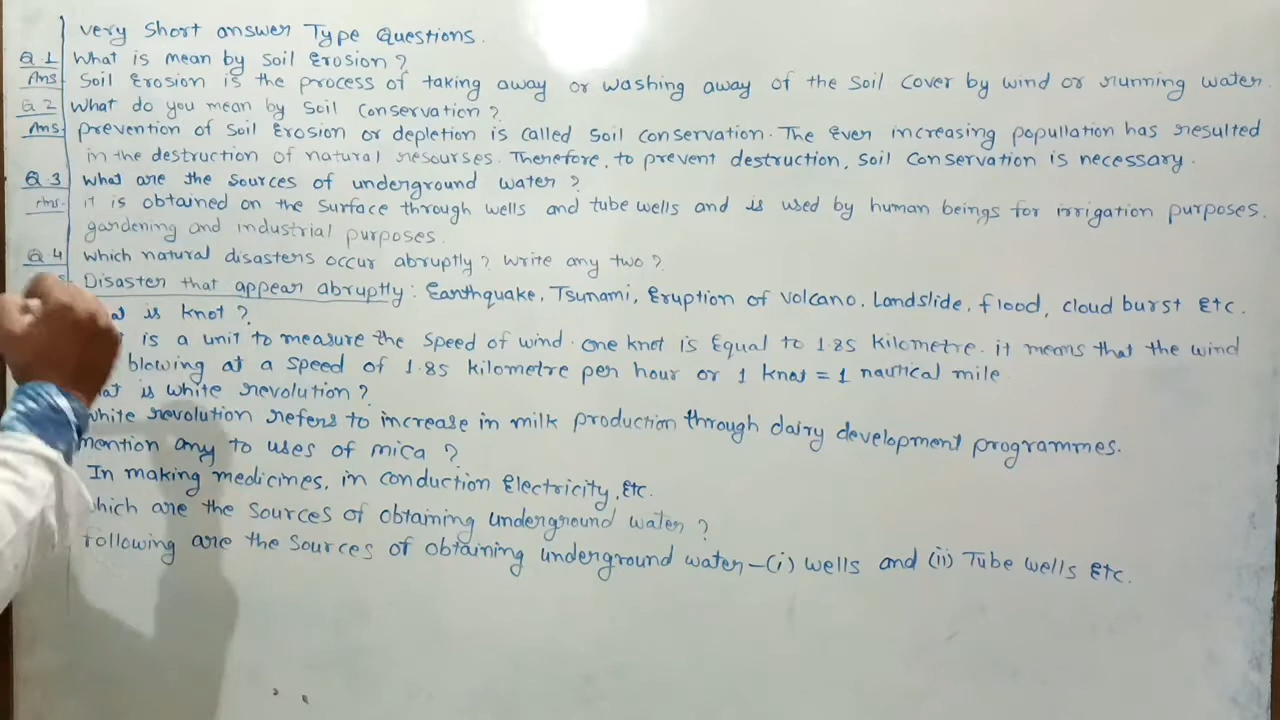 Very Short answer Type Questions.
Q.1 What is mean by Soil Erosion?
Ans. Soil Erosion is the process of taking away or washing away of the soil cover by wind or running water.
Q.2 What do you mean by Soil Conservation?
Ans. prevention of Soil Erosion or depletion is called Soil conservation. The Ever increasing popullation has resulted
in the destruction of natural resourses. Therefore, to prevent destruction, Soil Conservation is necessary.
Q.3 What are the Sources of underground water?
Ans. it is obtained on the Surface through wells and tube wells and is used by human beings for irrigation purposes.
gardening and industrial purposes.
Q.4 Which natural disasters occur abruptly? Write any two?
Disaster that appear abruptly: Earthquake, Tsunami, Eruption of Volcano. Landslide, flood, cloud burst Etc.
is knot?
is a unit to measure the speed of wind. one knot is Equal to 1.85 kilometre. it means that the wind
blowing at a speed of 1.85 kilometre per hour or 1 knot = 1 nautical mile
is white revolution?
white revolution refers to increase in milk production through dairy development programmes.
mention any to uses of mica?
In making medicines, in conduction Electricity, Etc.
which are the Sources of obtaining underground water?
following are the Sources of obtaining underground water-(i) wells and (ii) Tube wells Etc.